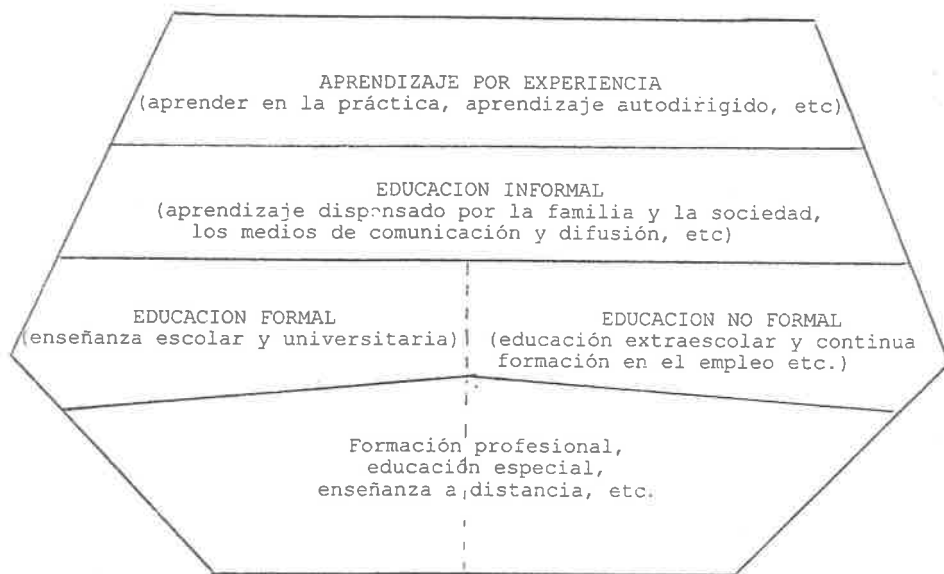 APRENDIZAJE POR EXPERIENCIA
(aprender en la práctica, aprendizaje autodirigido, etc)
EDUCACION INFORMAL
(aprendizaje dispensado por la familia y la sociedad,
los medios de comunicación y difusión, etc)
EDUCACION FORMAL
(enseñanza escolar y universitaria)
EDUCACION NO FORMAL
(educación extraescolar y continua
formación en el empleo etc.)
Formación profesional,
educación especial,
enseñanza a distancia, etc.